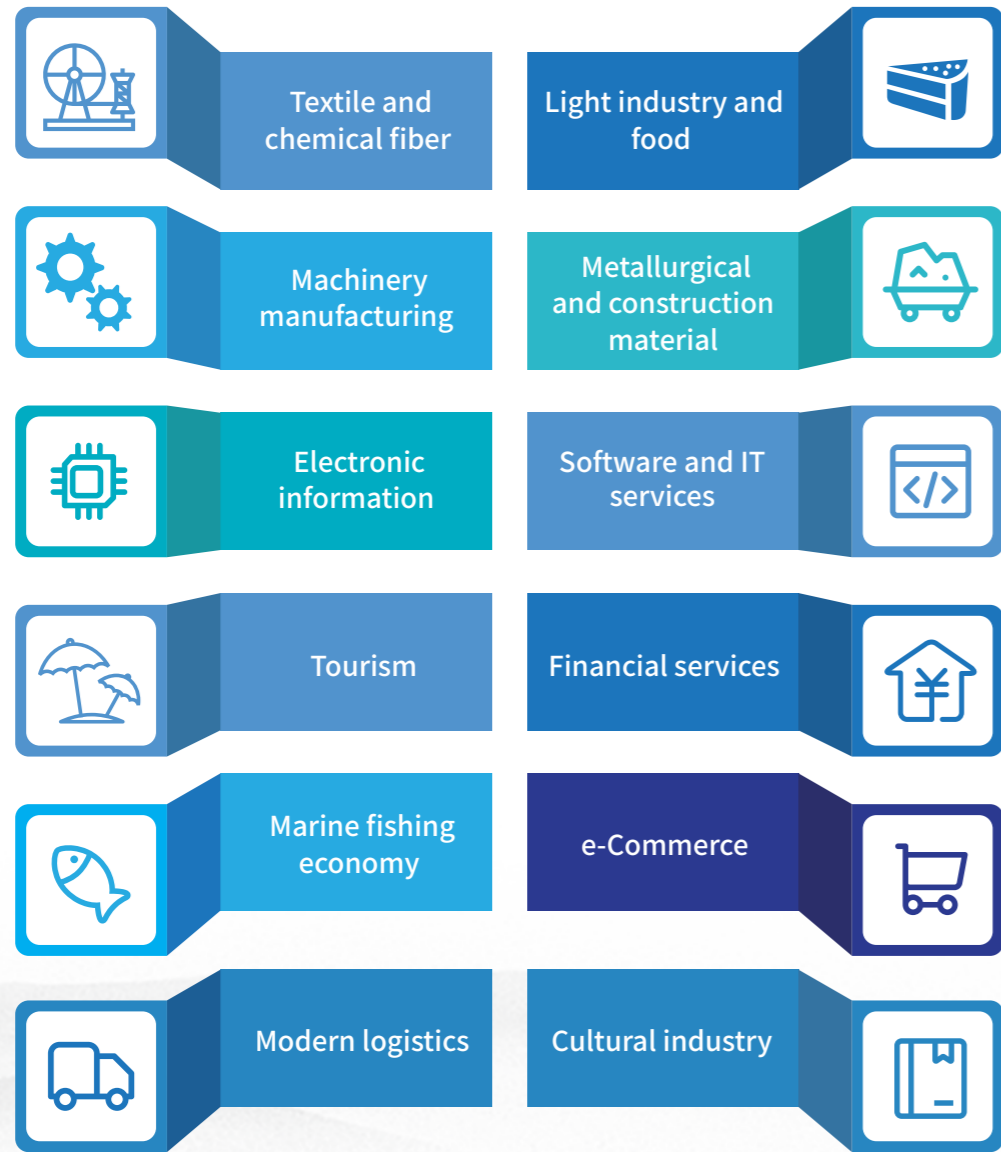 Textile and
chemical fiber
Light industry and
food
Machinery
manufacturing
Metallurgical
and construction
material
Electronic
information
Software and IT
services
Tourism
Financial services
Marine fishing
economy
e-Commerce
Modern logistics
Cultural industry